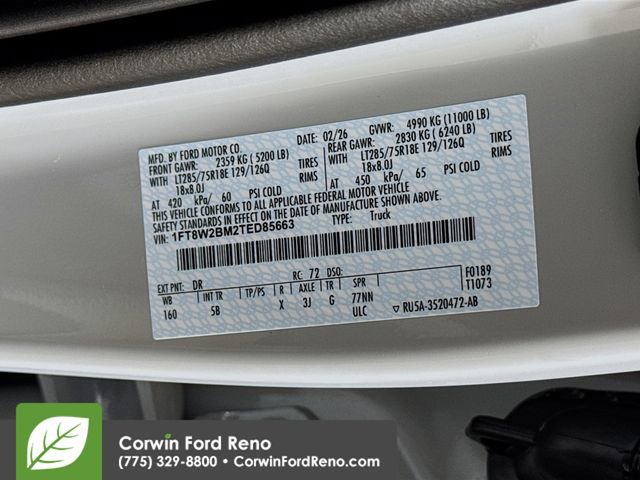 DATE: 02/26 GVWR: 4990 KG (11000 LB)
MFD. BY FORD MOTOR CO.
FRONT GAWR: 2359 KG (5200 LB) REAR GAWR: 2830 KG (6240 LB)
WITH LT285/75R18E 129/126Q TIRES WITH LT285/75R18E 129/126Q TIRES
18x8.0J RIMS 18x8.0J RIMS
AT 420 kPa/ 60 PSI COLD AT 450 kPa/ 65 PSI COLD
THIS VEHICLE CONFORMS TO ALL APPLICABLE FEDERAL MOTOR VEHICLE
SAFETY STANDARDS IN EFFECT ON THE DATE OF MANUFACTURE SHOWN ABOVE.
VIN: 1FT8W2BM2TED85663 TYPE: Truck
EXT PNT: DR RC: 72 DSO: F0189
WB INT TR TP/PS R AXLE TR SPR T1073
160 5B X 3J G 77NN
ULC RU5A-3520472-AB
Corwin Ford Reno
(775) 329-8800 • CorwinFordReno.com